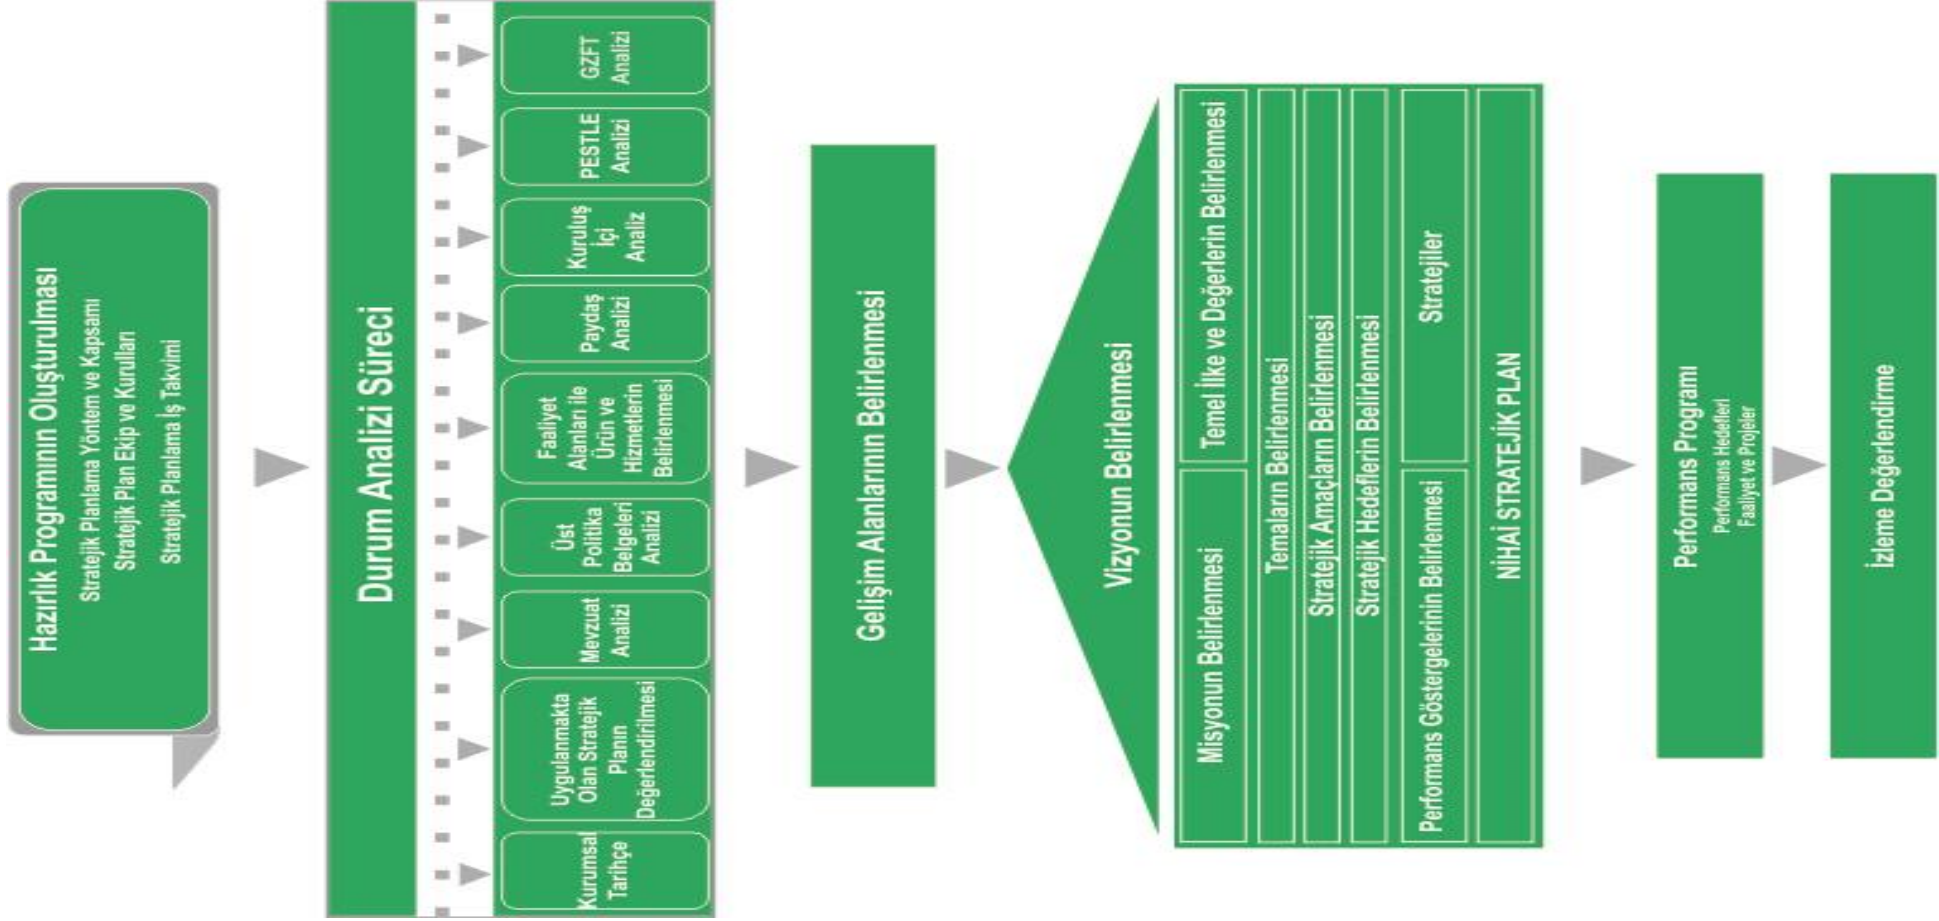 Hazırlık Programının Oluşturulması
Stratejik Planlama Yöntem ve Kapsamı
Stratejik Plan Ekip ve Kurulları
Stratejik Planlama İş Takvimi
Durum Analizi Süreci
Kurumsal
Tarihçe
Uygulanmakta
Olan Stratejik
Planın
Değerlendirilmesi
Mevzuat
Analizi
Üst
Politika
Belgeleri
Analizi
Faaliyet
Alanları ile
Ürün ve
Hizmetlerin
Belirlenmesi
Paydaş
Analizi
Kuruluş
İçi
Analiz
PESTLE
Analizi
GZFT
Analizi
Gelişim Alanlarının Belirlenmesi
Vizyonun Belirlenmesi
Misyonun Belirlenmesi
Temel İlke ve Değerlerin Belirlenmesi
Temaların Belirlenmesi
Stratejik Amaçların Belirlenmesi
Stratejik Hedeflerin Belirlenmesi
Performans Göstergelerinin Belirlenmesi
Stratejiler
NİHAİ STRATEJİK PLAN
Performans Programı
Performans Hedefleri
Faaliyet ve Projeler
İzleme Değerlendirme